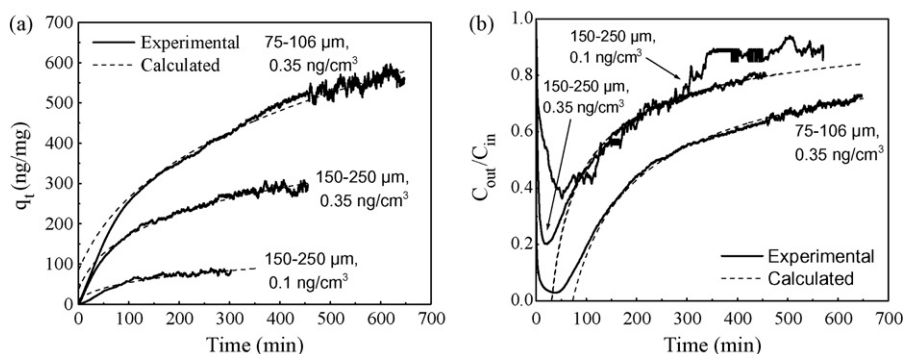 (a)
700
600
500
400
300
200
100
0
qt (ng/mg)
Experimental
Calculated
75-106 μm,
0.35 ng/cm³
150-250 μm,
0.35 ng/cm³
150-250 μm,
0.1 ng/cm³
0 100 200 300 400 500 600 700
Time (min)
(b)
1.0
0.8
0.6
0.4
0.2
0.0
Cout/Cin
150-250 μm,
0.1 ng/cm³
150-250 μm,
0.35 ng/cm³
75-106 μm,
0.35 ng/cm³
Experimental
Calculated
0 100 200 300 400 500 600 700
Time (min)